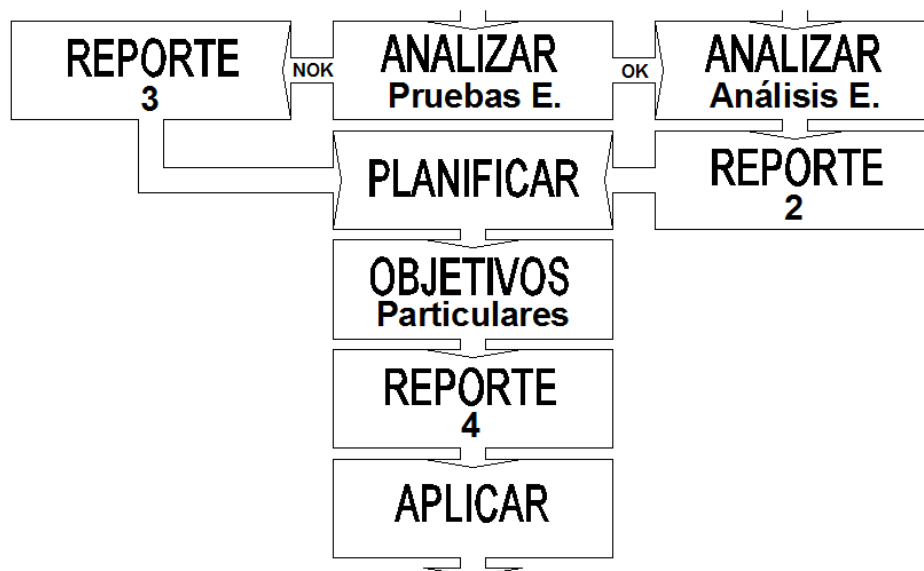 REPORTE
3
NOK
ANALIZAR
Pruebas E.
OK
ANALIZAR
Análisis E.
PLANIFICAR
REPORTE
2
OBJETIVOS
Particulares
REPORTE
4
APLICAR